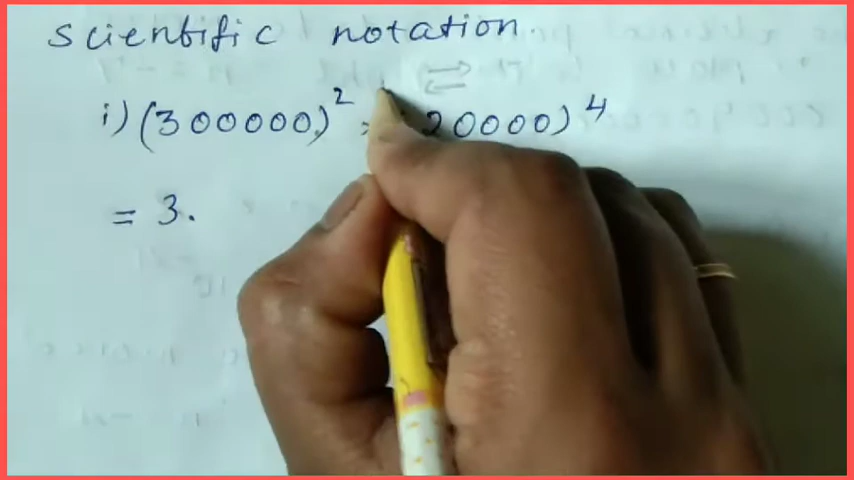 scientific notation.
i) (300000)² 20000)⁴
= 3.